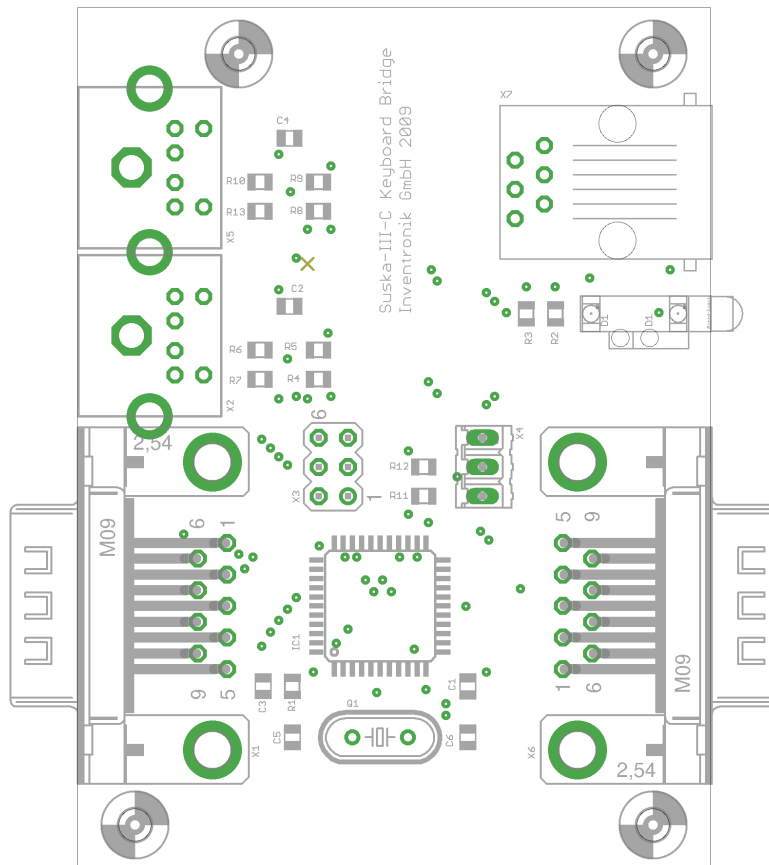 Suska-III-C Keyboard Bridge
Inventronik GmbH 2009
X7
C4
R10
R9
R13
R8
X5
C2
R3
R2
D1
D1
R6
R5
R7
R4
X2
6
2,54
X4
X3
1
R12
R11
M09
6
1
5
9
IC1
9
5
1
6
M09
C3
R1
C1
Q1
C5
C6
X1
X6
2,54